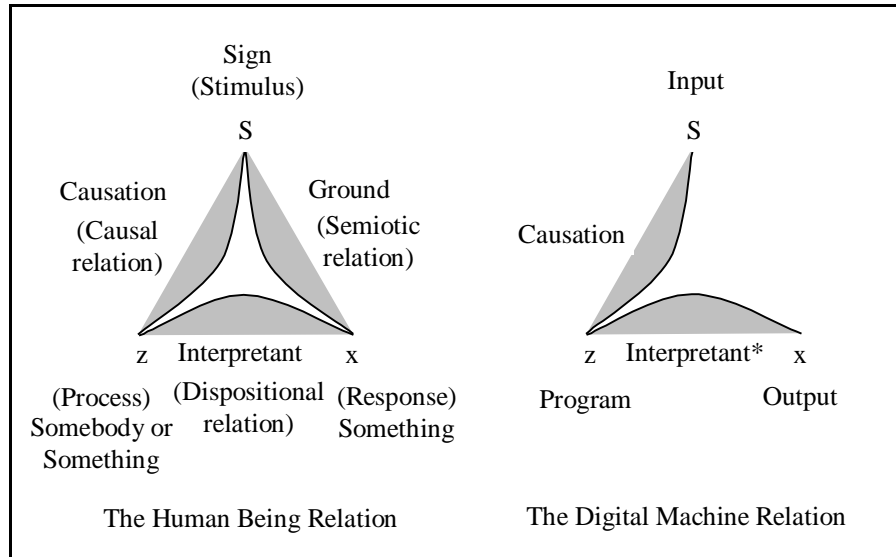 Sign
(Stimulus)
S
Causation
(Causal
relation)
Ground
(Semiotic
relation)
z
Interpretant
x
(Process)
Somebody or
Something
(Dispositional
relation)
(Response)
Something
The Human Being Relation
Input
S
Causation
z
Interpretant*
x
Program
Output
The Digital Machine Relation